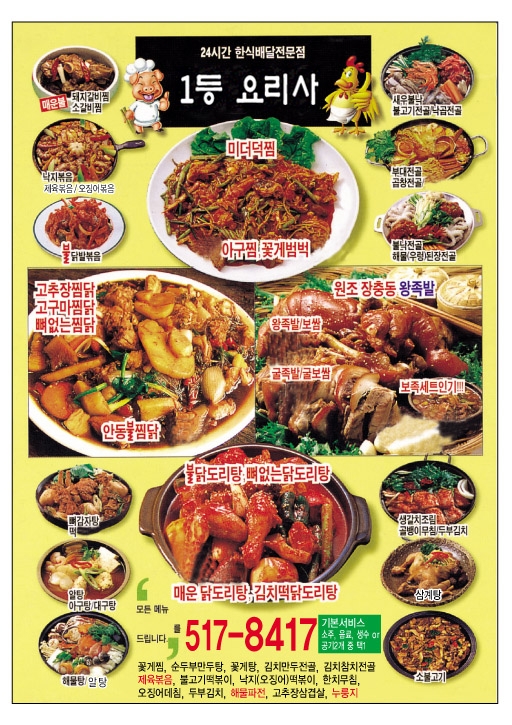 24시간 한식배달전문점
1등 요리사
매운불
돼지갈비찜
소갈비찜
낙지볶음
제육볶음/오징어볶음
불닭발볶음
미더덕찜
아구찜,꽃게범벅
새우불낙
불고기전골/낙곱전골
부대전골
곱창전골
불낙전골
해물(우렁)된장전골
고추장찜닭
고구마찜닭
뼈없는찜닭
안동불찜닭
원조 장충동 왕족발
왕족발/보쌈
굴족발/굴보쌈
보족세트인기!!!
불닭도리탕,뼈없는닭도리탕
매운 닭도리탕,김치떡닭도리탕
뼈감자탕
떡
알탕
아구탕/대구탕
해물탕/알탕
생갈치조림
골뱅이무침/두부김치
삼계탕
소불고기
모든 메뉴
를
드립니다.
517-8417
기본서비스
소주, 음료, 생수 or
공기2개 중 택1
꽃게찜, 순두부만두탕, 꽃게탕, 김치만두전골, 김치참치전골
제육볶음, 불고기떡볶이, 낙지(오징어)떡볶이, 한치무침,
오징어데침, 두부김치, 해물파전, 고추장삼겹살, 누룽지